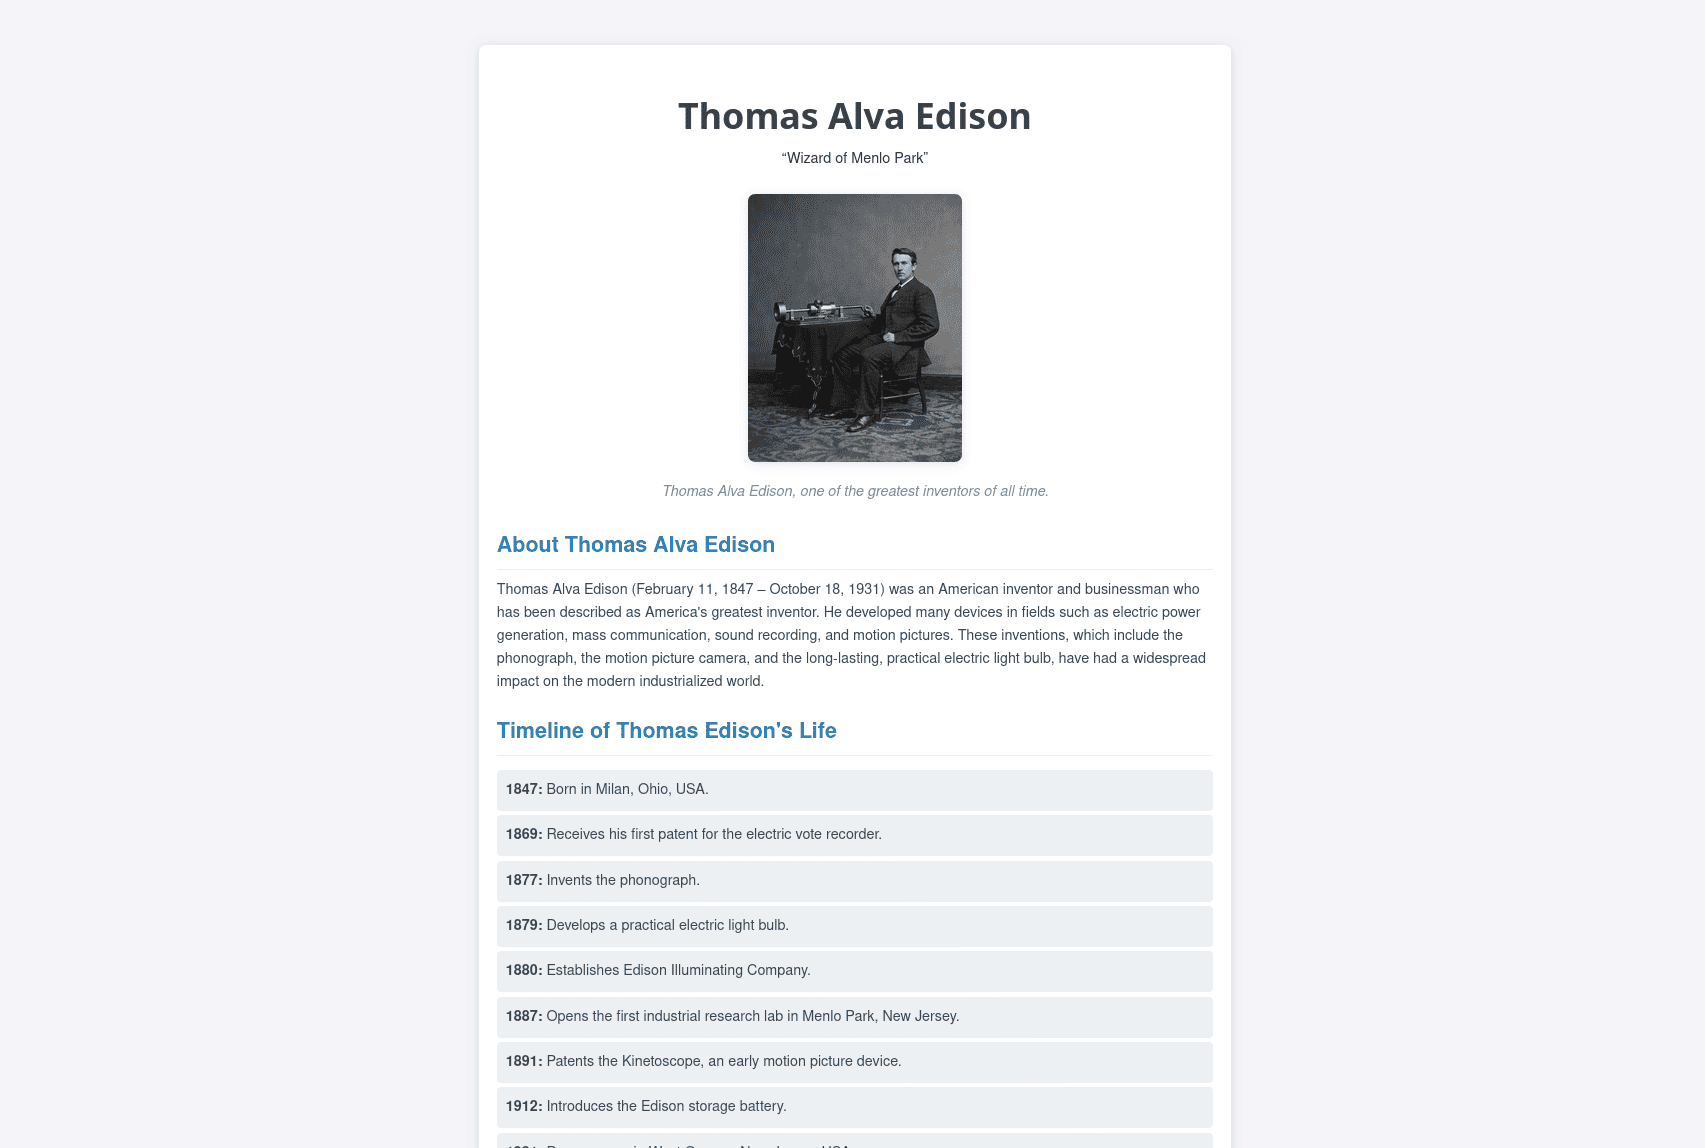 Thomas Alva Edison
“Wizard of Menlo Park”
Thomas Alva Edison, one of the greatest inventors of all time.
About Thomas Alva Edison
Thomas Alva Edison (February 11, 1847 – October 18, 1931) was an American inventor and businessman who
has been described as America's greatest inventor. He developed many devices in fields such as electric power
generation, mass communication, sound recording, and motion pictures. These inventions, which include the
phonograph, the motion picture camera, and the long-lasting, practical electric light bulb, have had a widespread
impact on the modern industrialized world.
Timeline of Thomas Edison's Life
1847: Born in Milan, Ohio, USA.
1869: Receives his first patent for the electric vote recorder.
1877: Invents the phonograph.
1879: Develops a practical electric light bulb.
1880: Establishes Edison Illuminating Company.
1887: Opens the first industrial research lab in Menlo Park, New Jersey.
1891: Patents the Kinetoscope, an early motion picture device.
1912: Introduces the Edison storage battery.